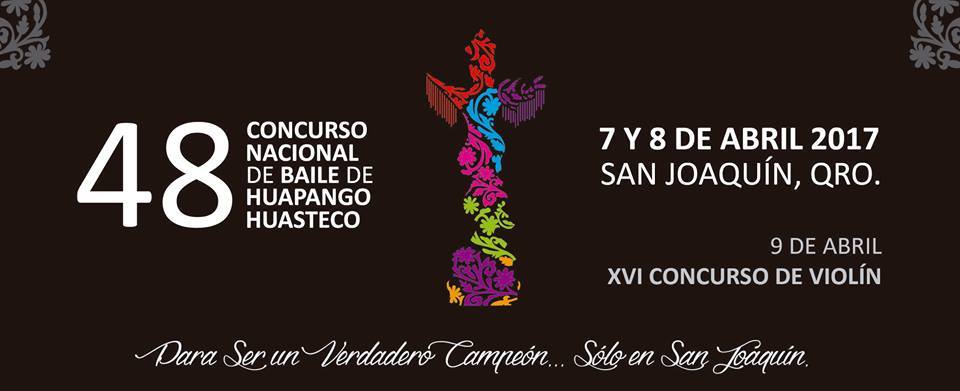 48
CONCURSO
NACIONAL
DE BAILE DE
HUAPANGO
HUASTECO
7 Y 8 DE ABRIL 2017
SAN JOAQUÍN, QRO.
9 DE ABRIL
XVI CONCURSO DE VIOLÍN
Para Ser un Verdadero Campeón... Sólo en San Joaquín.